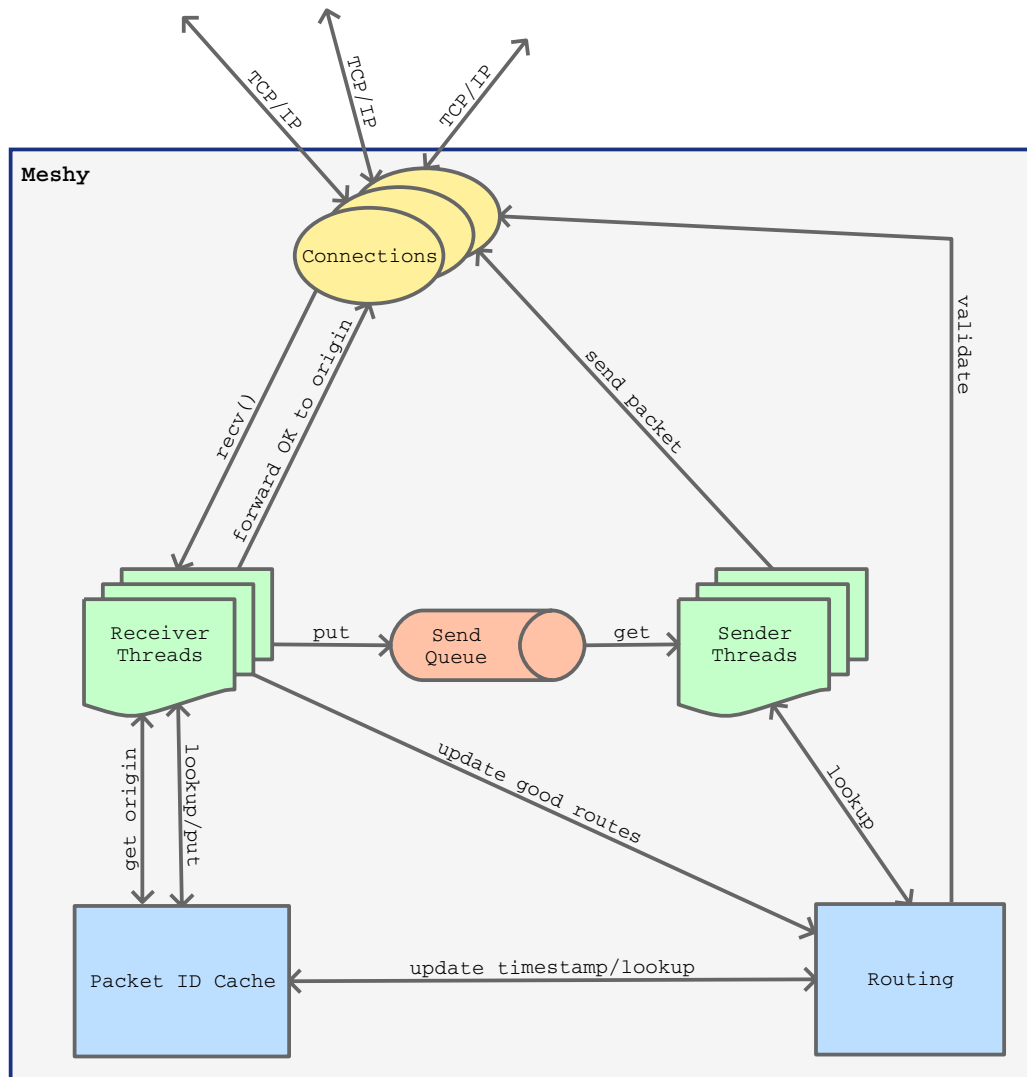 TCP/IP
TCP/IP
TCP/IP
Meshy
Connections
recv()
forward OK to origin
send packet
validate
Receiver
Threads
put
Send
Queue
get
Sender
Threads
get origin
lookup/put
update good routes
lookup
Packet ID Cache
update timestamp/lookup
Routing